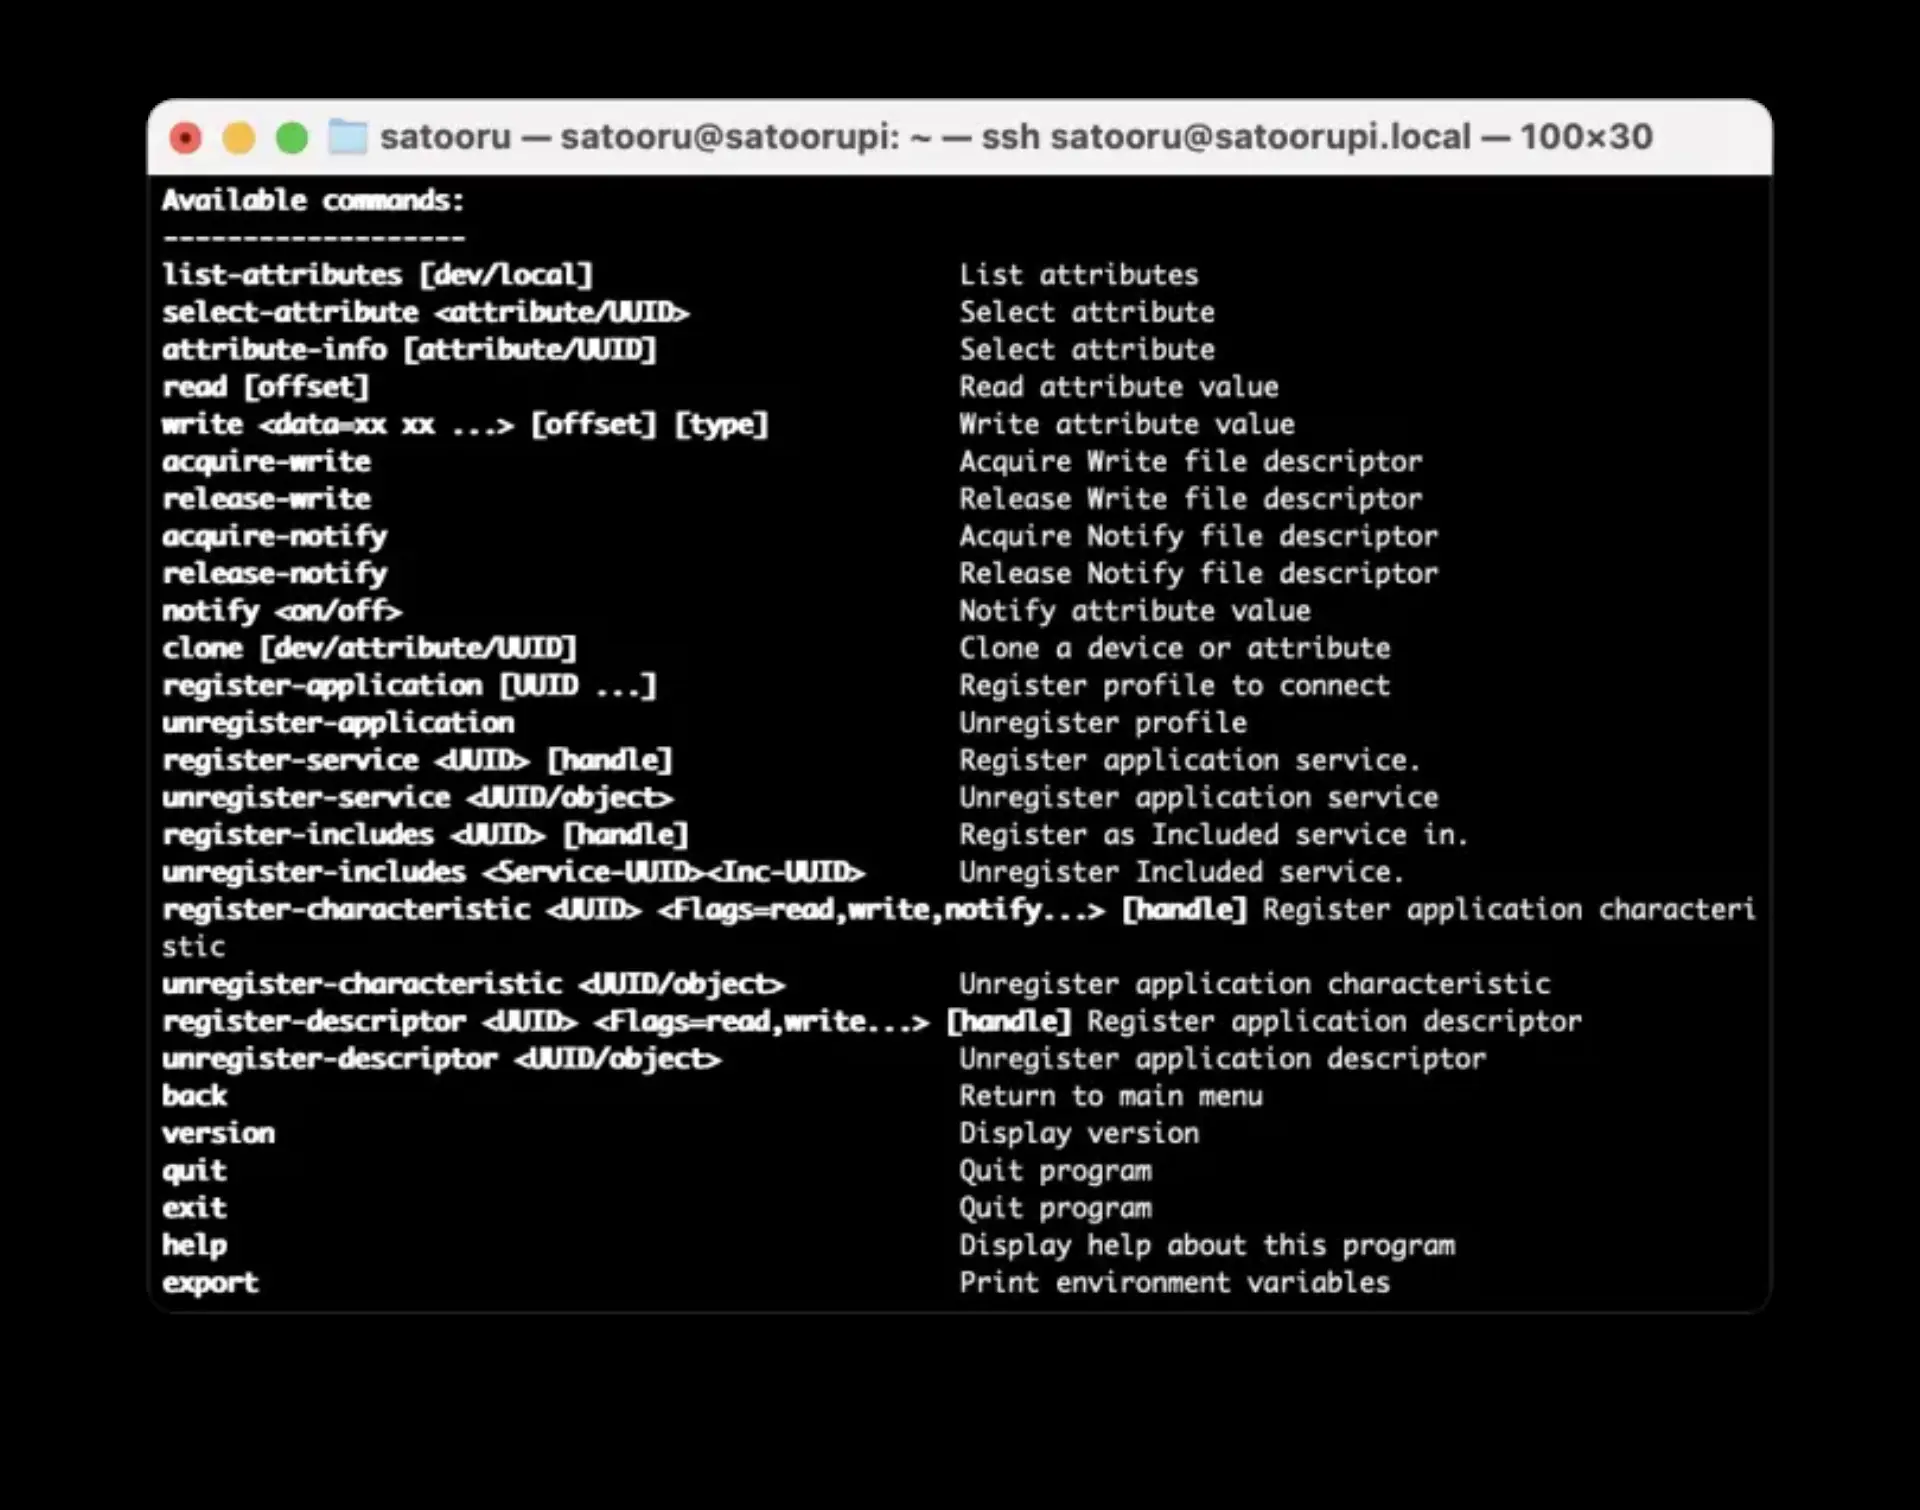 satooru — satooru@satoorupi: ~ — ssh satooru@satoorupi.local — 100×30
Available commands:
-------------------
list-attributes [dev/local] List attributes
select-attribute <attribute/UUID> Select attribute
attribute-info [attribute/UUID] Select attribute
read [offset] Read attribute value
write <data=xx xx ...> [offset] [type] Write attribute value
acquire-write Acquire Write file descriptor
release-write Release Write file descriptor
acquire-notify Acquire Notify file descriptor
release-notify Release Notify file descriptor
notify <on/off> Notify attribute value
clone [dev/attribute/UUID] Clone a device or attribute
register-application [UUID ...] Register profile to connect
unregister-application Unregister profile
register-service <UUID> [handle] Register application service.
unregister-service <UUID/object> Unregister application service
register-includes <UUID> [handle] Register as Included service in.
unregister-includes <Service-UUID><Inc-UUID> Unregister Included service.
register-characteristic <UUID> <Flags=read,write,notify...> [handle] Register application characteri
stic
unregister-characteristic <UUID/object> Unregister application characteristic
register-descriptor <UUID> <Flags=read,write...> [handle] Register application descriptor
unregister-descriptor <UUID/object> Unregister application descriptor
back Return to main menu
version Display version
quit Quit program
exit Quit program
help Display help about this program
export Print environment variables